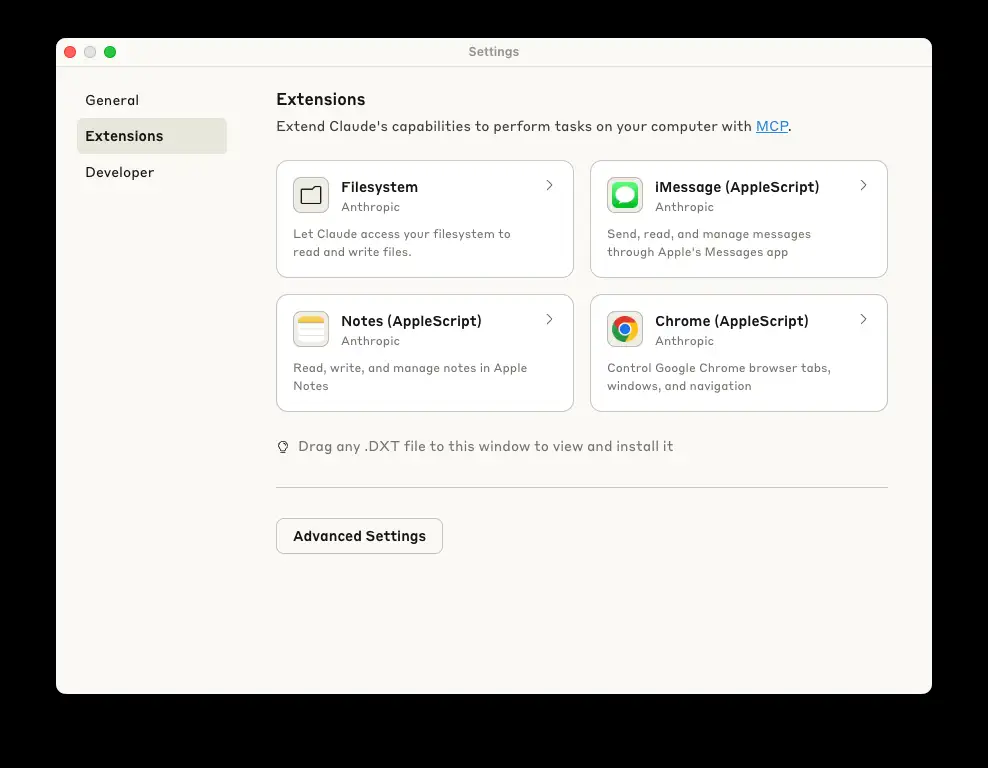 Settings
General
Extensions
Developer
Extensions
Extend Claude's capabilities to perform tasks on your computer with MCP.
Filesystem
Anthropic
Let Claude access your filesystem to
read and write files.
iMessage (AppleScript)
Anthropic
Send, read, and manage messages
through Apple's Messages app
Notes (AppleScript)
Anthropic
Read, write, and manage notes in Apple
Notes
Chrome (AppleScript)
Anthropic
Control Google Chrome browser tabs,
windows, and navigation
Drag any .DXT file to this window to view and install it
Advanced Settings